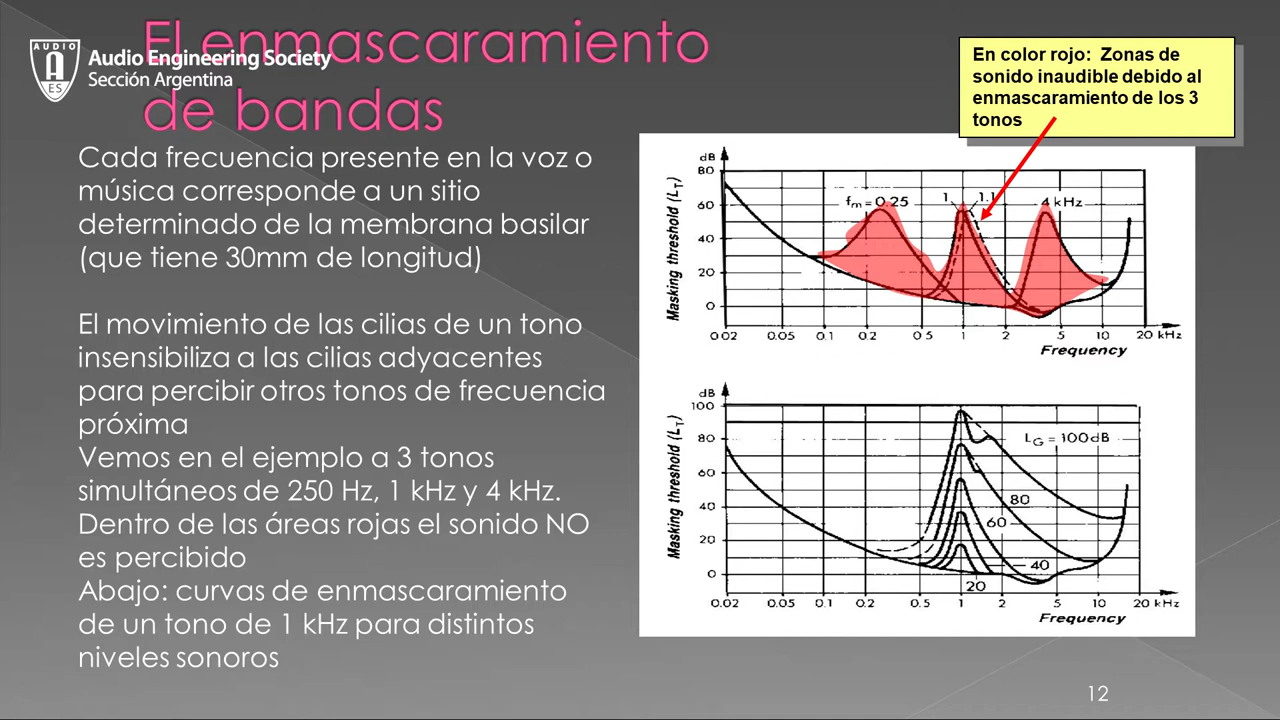 El enmascaramiento
de bandas
AUDIO
A
ES
Audio Engineering Society
Sección Argentina
En color rojo: Zonas de
sonido inaudible debido al
enmascaramiento de los 3
tonos
Cada frecuencia presente en la voz o
música corresponde a un sitio
determinado de la membrana basilar
(que tiene 30mm de longitud)
El movimiento de las cilias de un tono
insensibiliza a las cilias adyacentes
para percibir otros tonos de frecuencia
próxima
Vemos en el ejemplo a 3 tonos
simultáneos de 250 Hz, 1 kHz y 4 kHz.
Dentro de las áreas rojas el sonido NO
es percibido
Abajo: curvas de enmascaramiento
de un tono de 1 kHz para distintos
niveles sonoros
dB
80
60
40
20
0
Masking threshold (LT)
fm=0.25
1
1.1
4 kHz
0.02 0.05 0.1 0.2 0.5 1 2 5 10 20 kHz
Frequency
dB
100
80
60
40
20
0
Masking threshold (LT)
LG = 100dB
80
60
40
20
0.02 0.05 0.1 0.2 0.5 1 2 5 10 20 kHz
Frequency
12